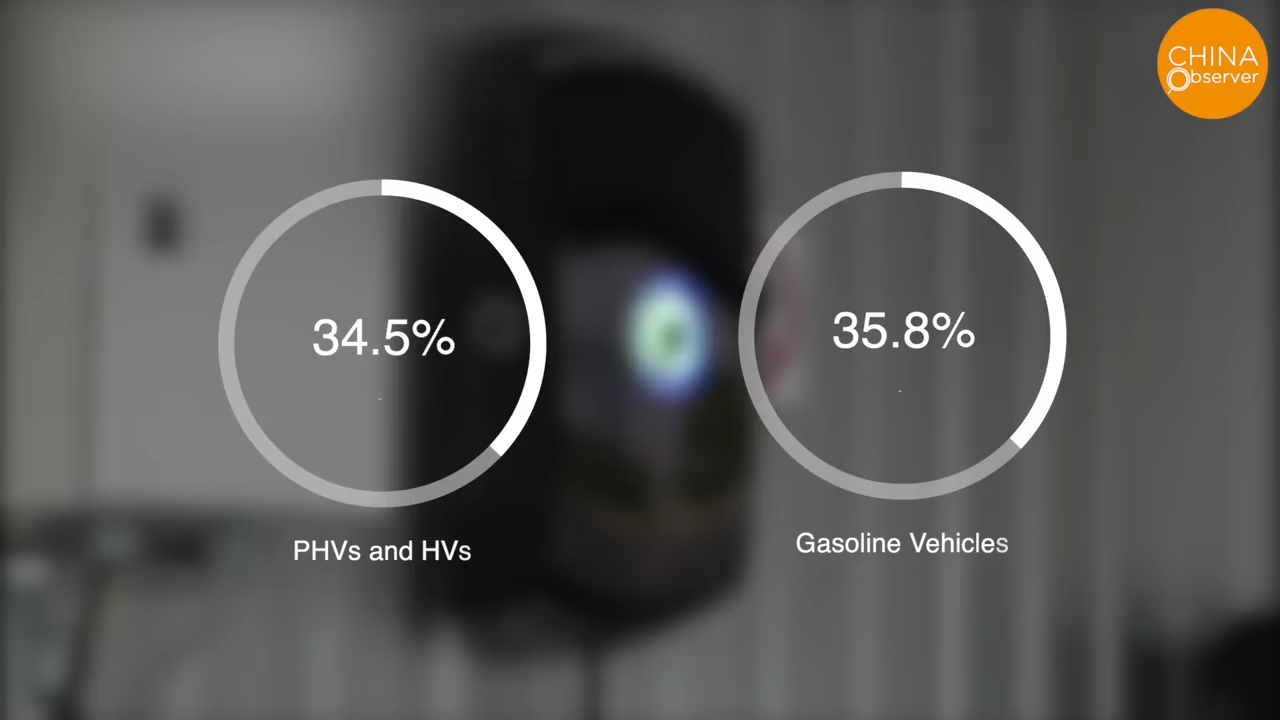 CHINA
Observer
34.5%
35.8%
PHVs and HVs
Gasoline Vehicles